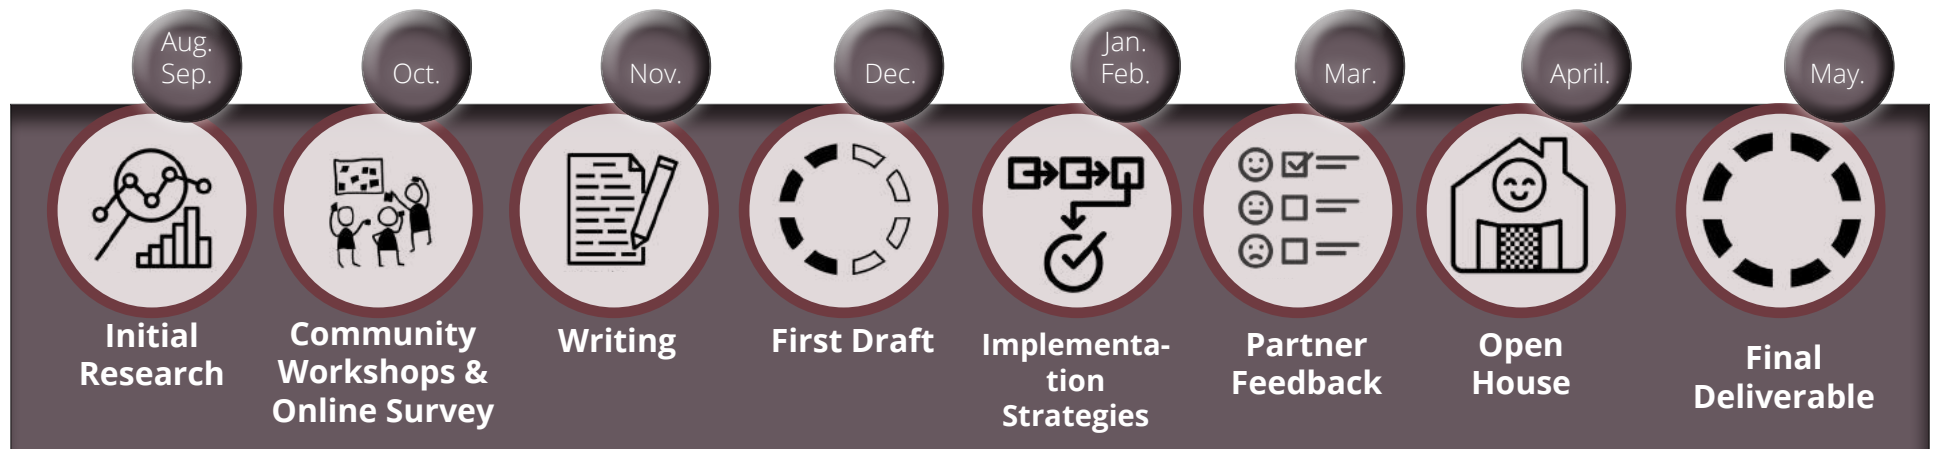 Aug.
Sep.
Oct.
Nov.
Dec.
Jan.
Feb.
Mar.
April.
May.
Initial
Research
Community
Workshops &
Online Survey
Writing
First Draft
Implementa-
tion
Strategies
Partner
Feedback
Open
House
Final
Deliverable